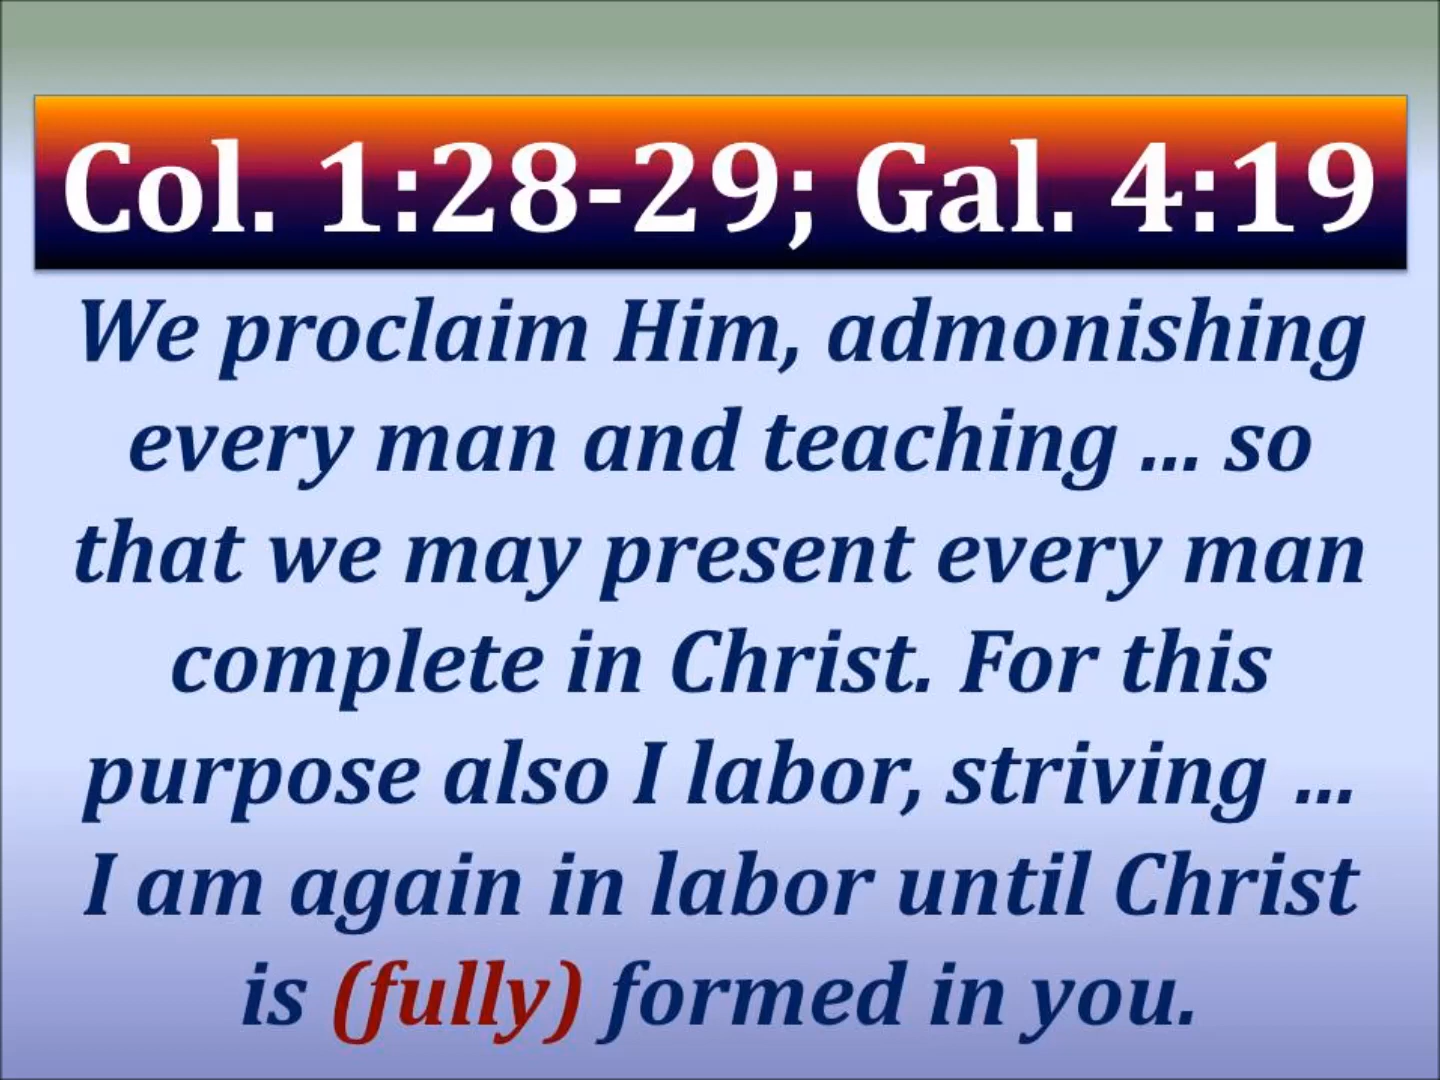 Col. 1:28-29; Gal. 4:19
We proclaim Him, admonishing
every man and teaching ... so
that we may present every man
complete in Christ. For this
purpose also I labor, striving ...
I am again in labor until Christ
is (fully) formed in you.